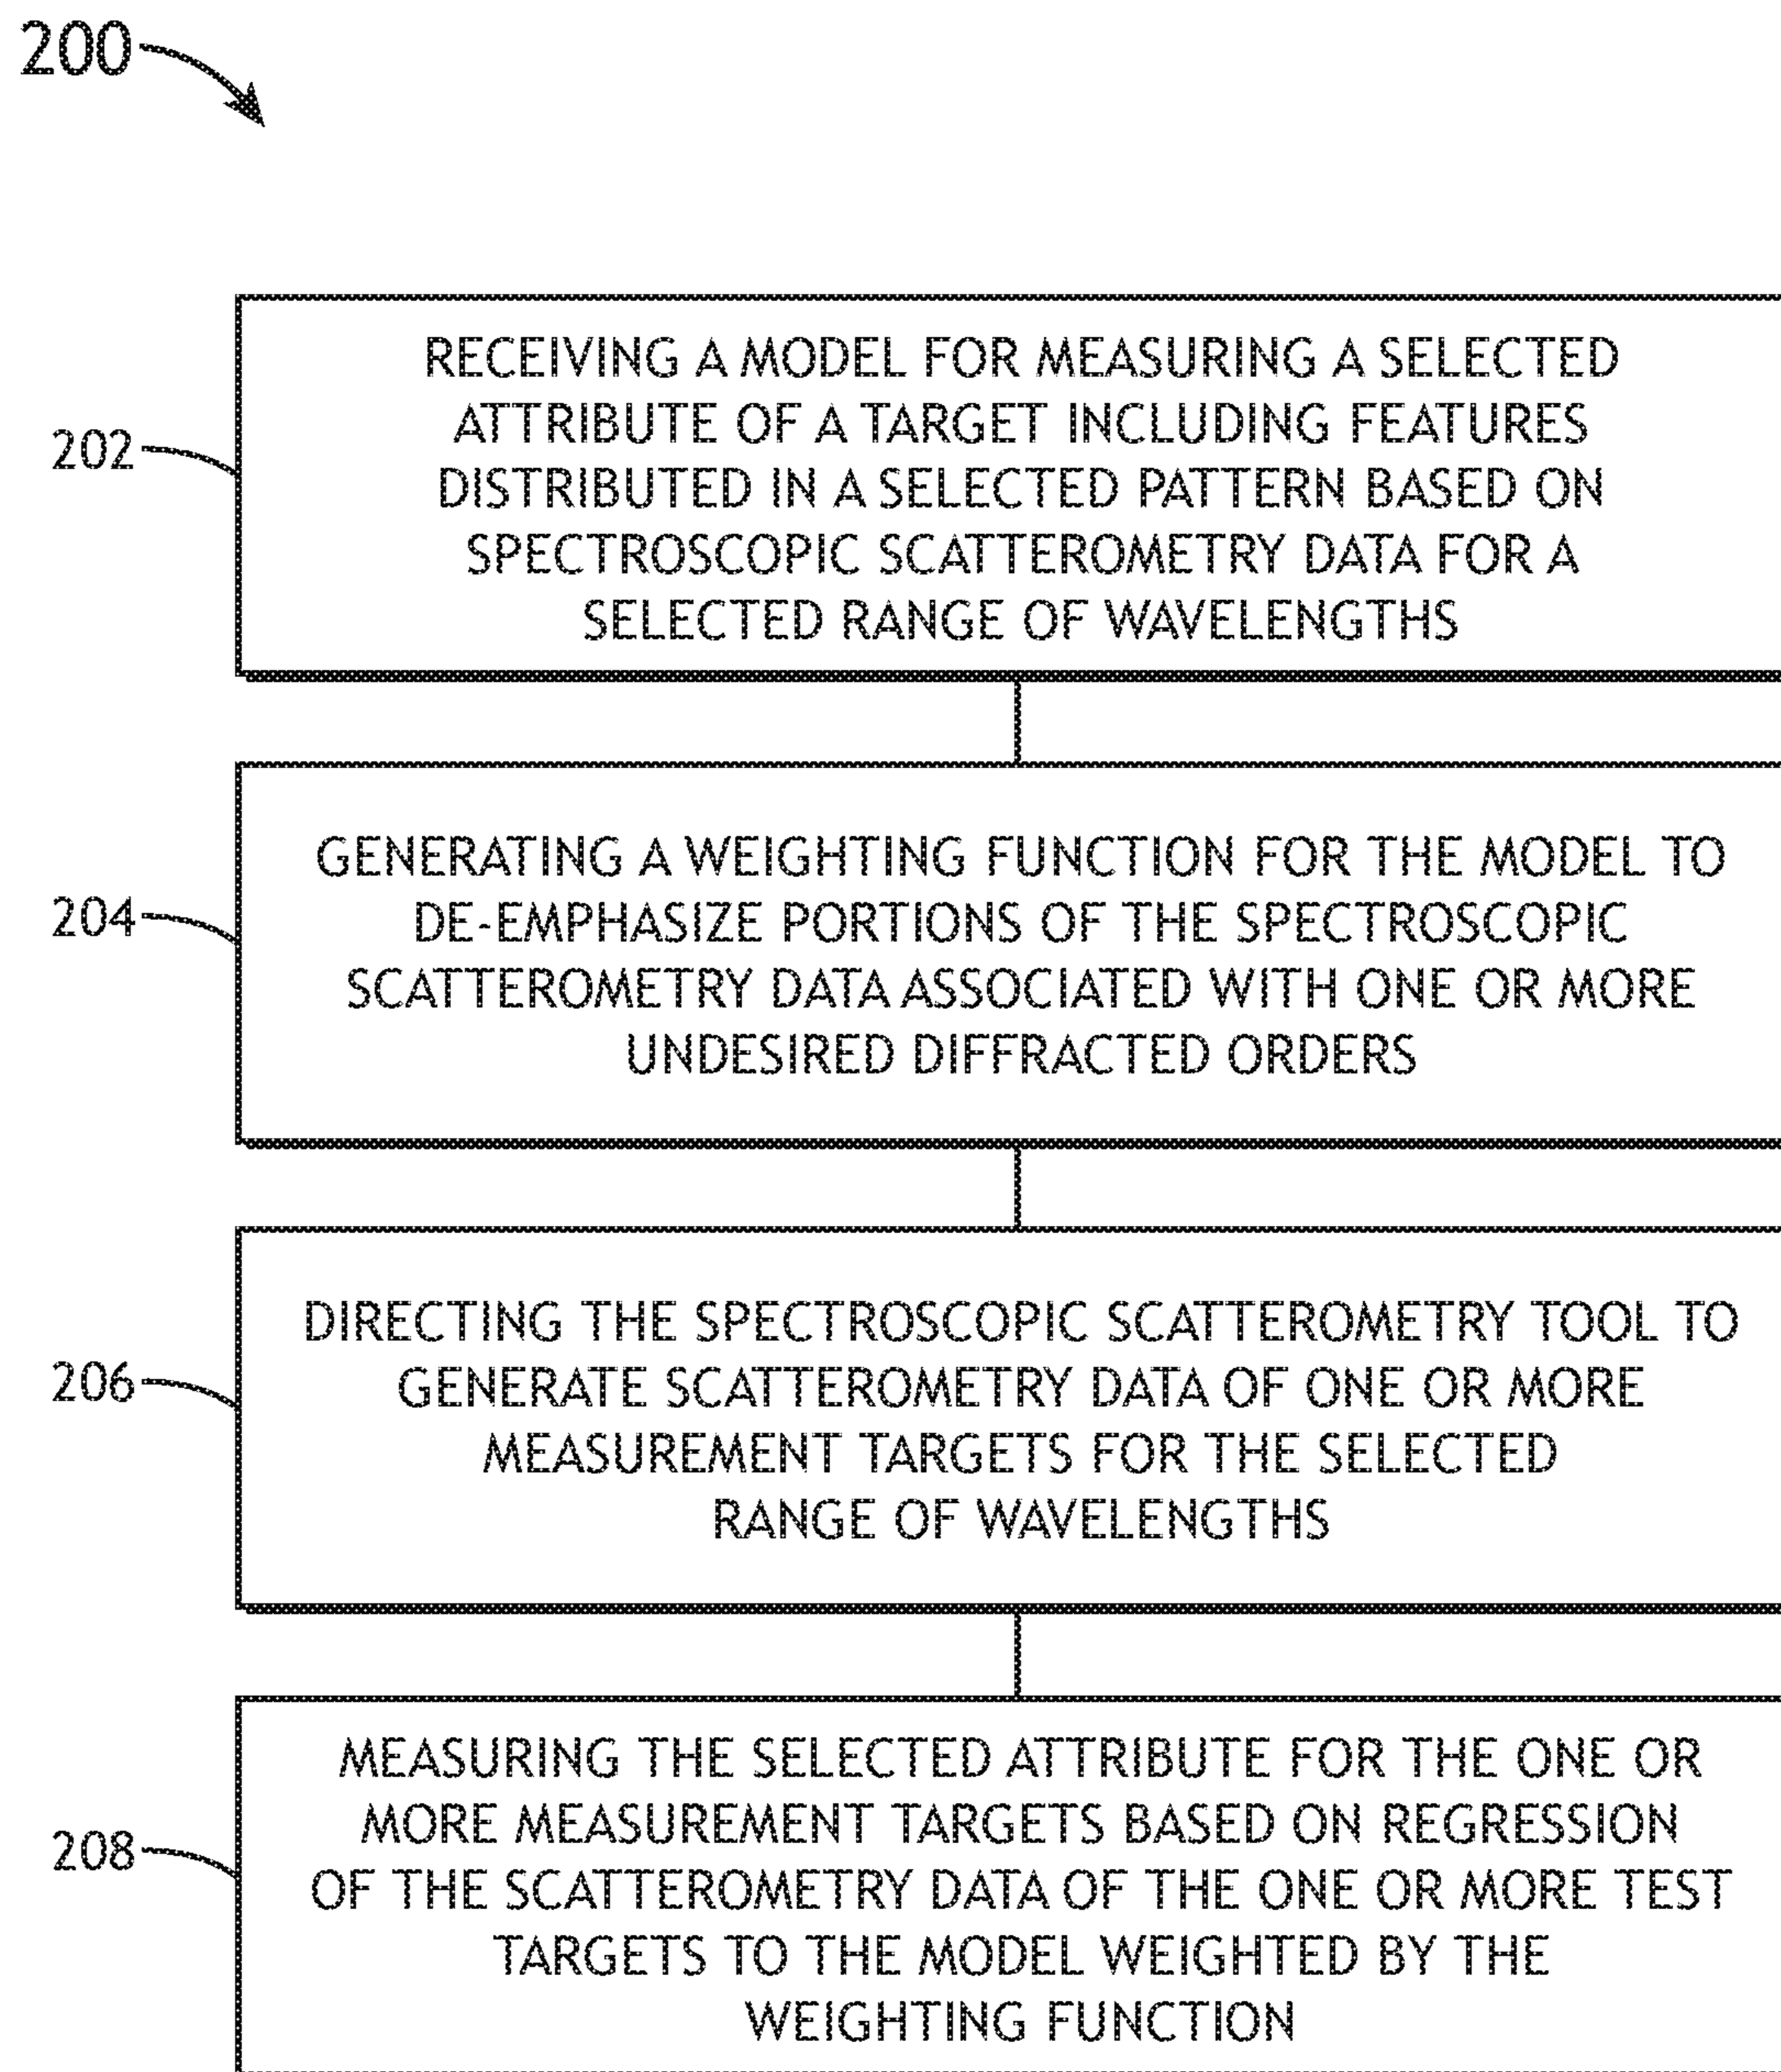 200
202
RECEIVING A MODEL FOR MEASURING A SELECTED
ATTRIBUTE OF A TARGET INCLUDING FEATURES
DISTRIBUTED IN A SELECTED PATTERN BASED ON
SPECTROSCOPIC SCATTEROMETRY DATA FOR A
SELECTED RANGE OF WAVELENGTHS
204
GENERATING A WEIGHTING FUNCTION FOR THE MODEL TO
DE-EMPHASIZE PORTIONS OF THE SPECTROSCOPIC
SCATTEROMETRY DATA ASSOCIATED WITH ONE OR MORE
UNDESIRED DIFFRACTED ORDERS
206
DIRECTING THE SPECTROSCOPIC SCATTEROMETRY TOOL TO
GENERATE SCATTEROMETRY DATA OF ONE OR MORE
MEASUREMENT TARGETS FOR THE SELECTED
RANGE OF WAVELENGTHS
208
MEASURING THE SELECTED ATTRIBUTE FOR THE ONE OR
MORE MEASUREMENT TARGETS BASED ON REGRESSION
OF THE SCATTEROMETRY DATA OF THE ONE OR MORE TEST
TARGETS TO THE MODEL WEIGHTED BY THE
WEIGHTING FUNCTION